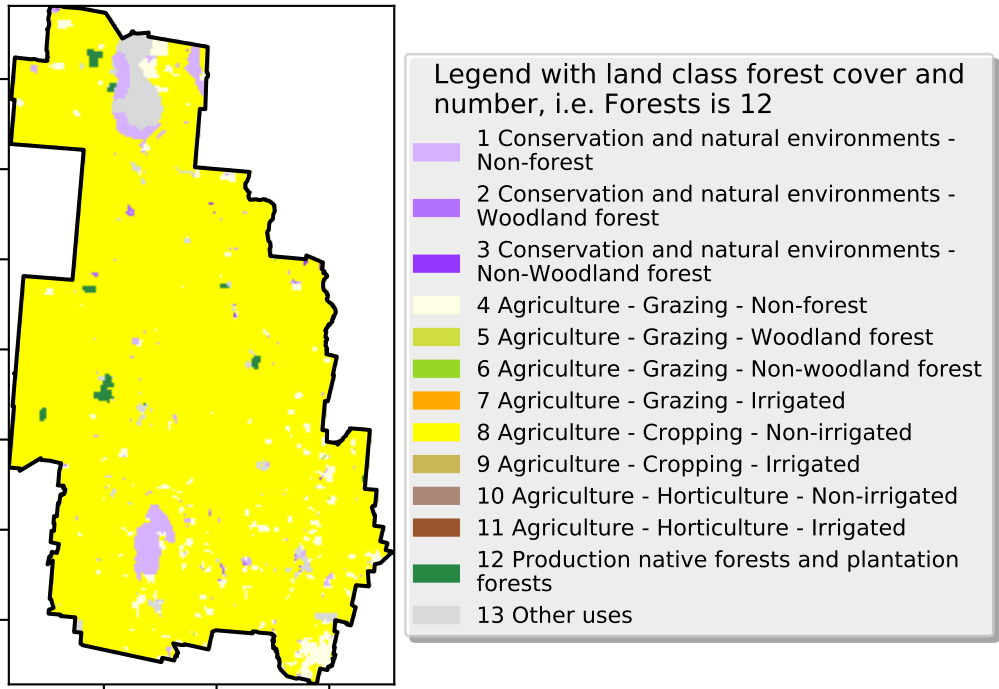 Legend with land class forest cover and
number, i.e. Forests is 12
1 Conservation and natural environments -
Non-forest
2 Conservation and natural environments -
Woodland forest
3 Conservation and natural environments -
Non-Woodland forest
4 Agriculture - Grazing - Non-forest
5 Agriculture - Grazing - Woodland forest
6 Agriculture - Grazing - Non-woodland forest
7 Agriculture - Grazing - Irrigated
8 Agriculture - Cropping - Non-irrigated
9 Agriculture - Cropping - Irrigated
10 Agriculture - Horticulture - Non-irrigated
11 Agriculture - Horticulture - Irrigated
12 Production native forests and plantation
forests
13 Other uses